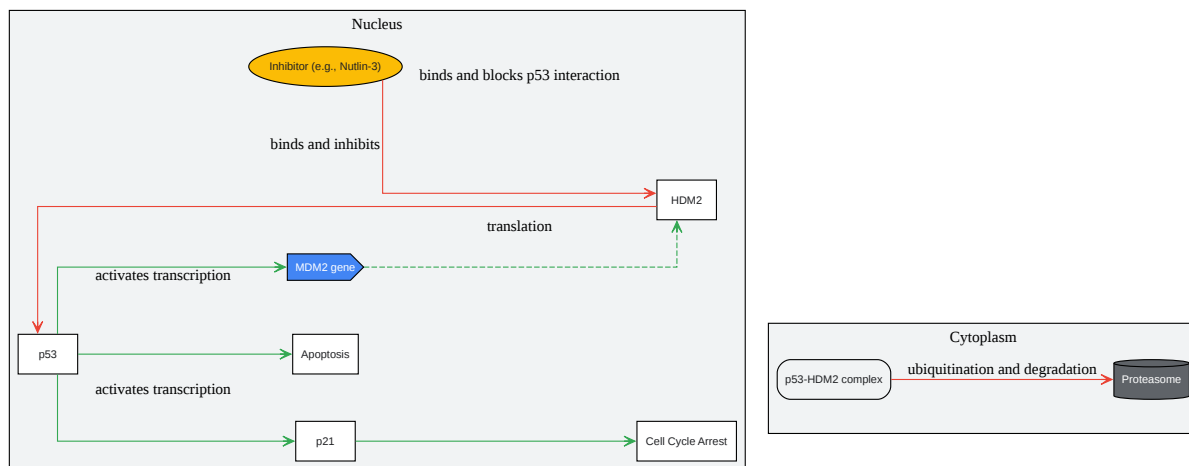 Nucleus
Inhibitor (e.g., Nutlin-3)
binds and blocks p53 interaction
binds and inhibits
HDM2
translation
MDM2 gene
activates transcription
p53
Apoptosis
activates transcription
p21
Cell Cycle Arrest
Cytoplasm
p53-HDM2 complex
ubiquitination and degradation
Proteasome